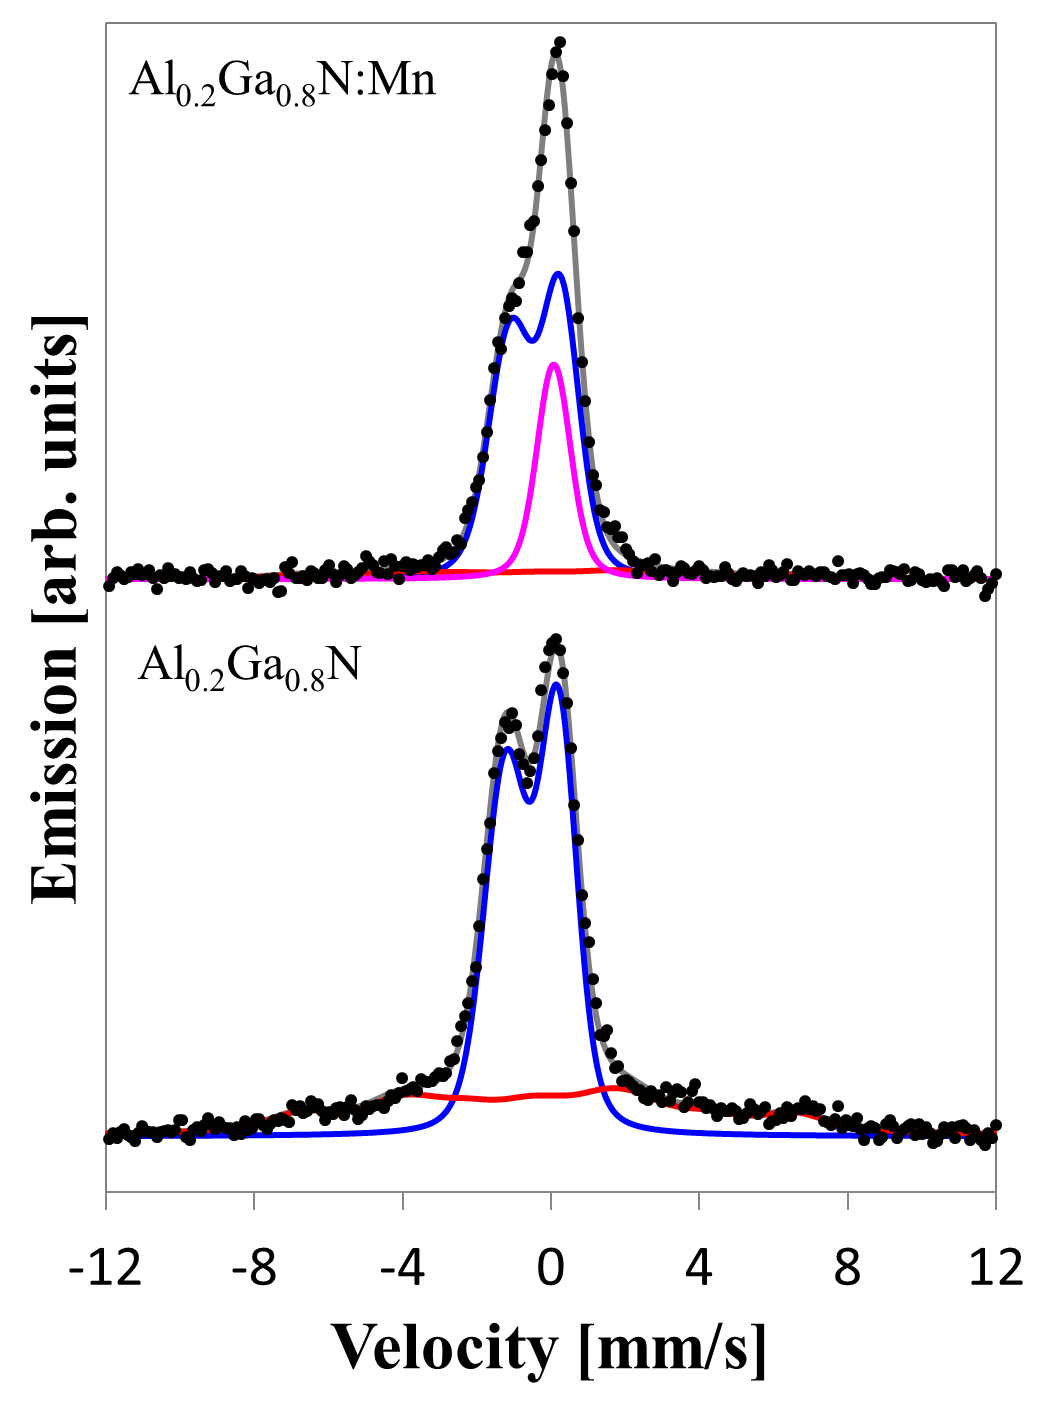 Al0.2Ga0.8N:Mn
Al0.2Ga0.8N
Emission [arb. units]
-12 -8 -4 0 4 8 12
Velocity [mm/s]